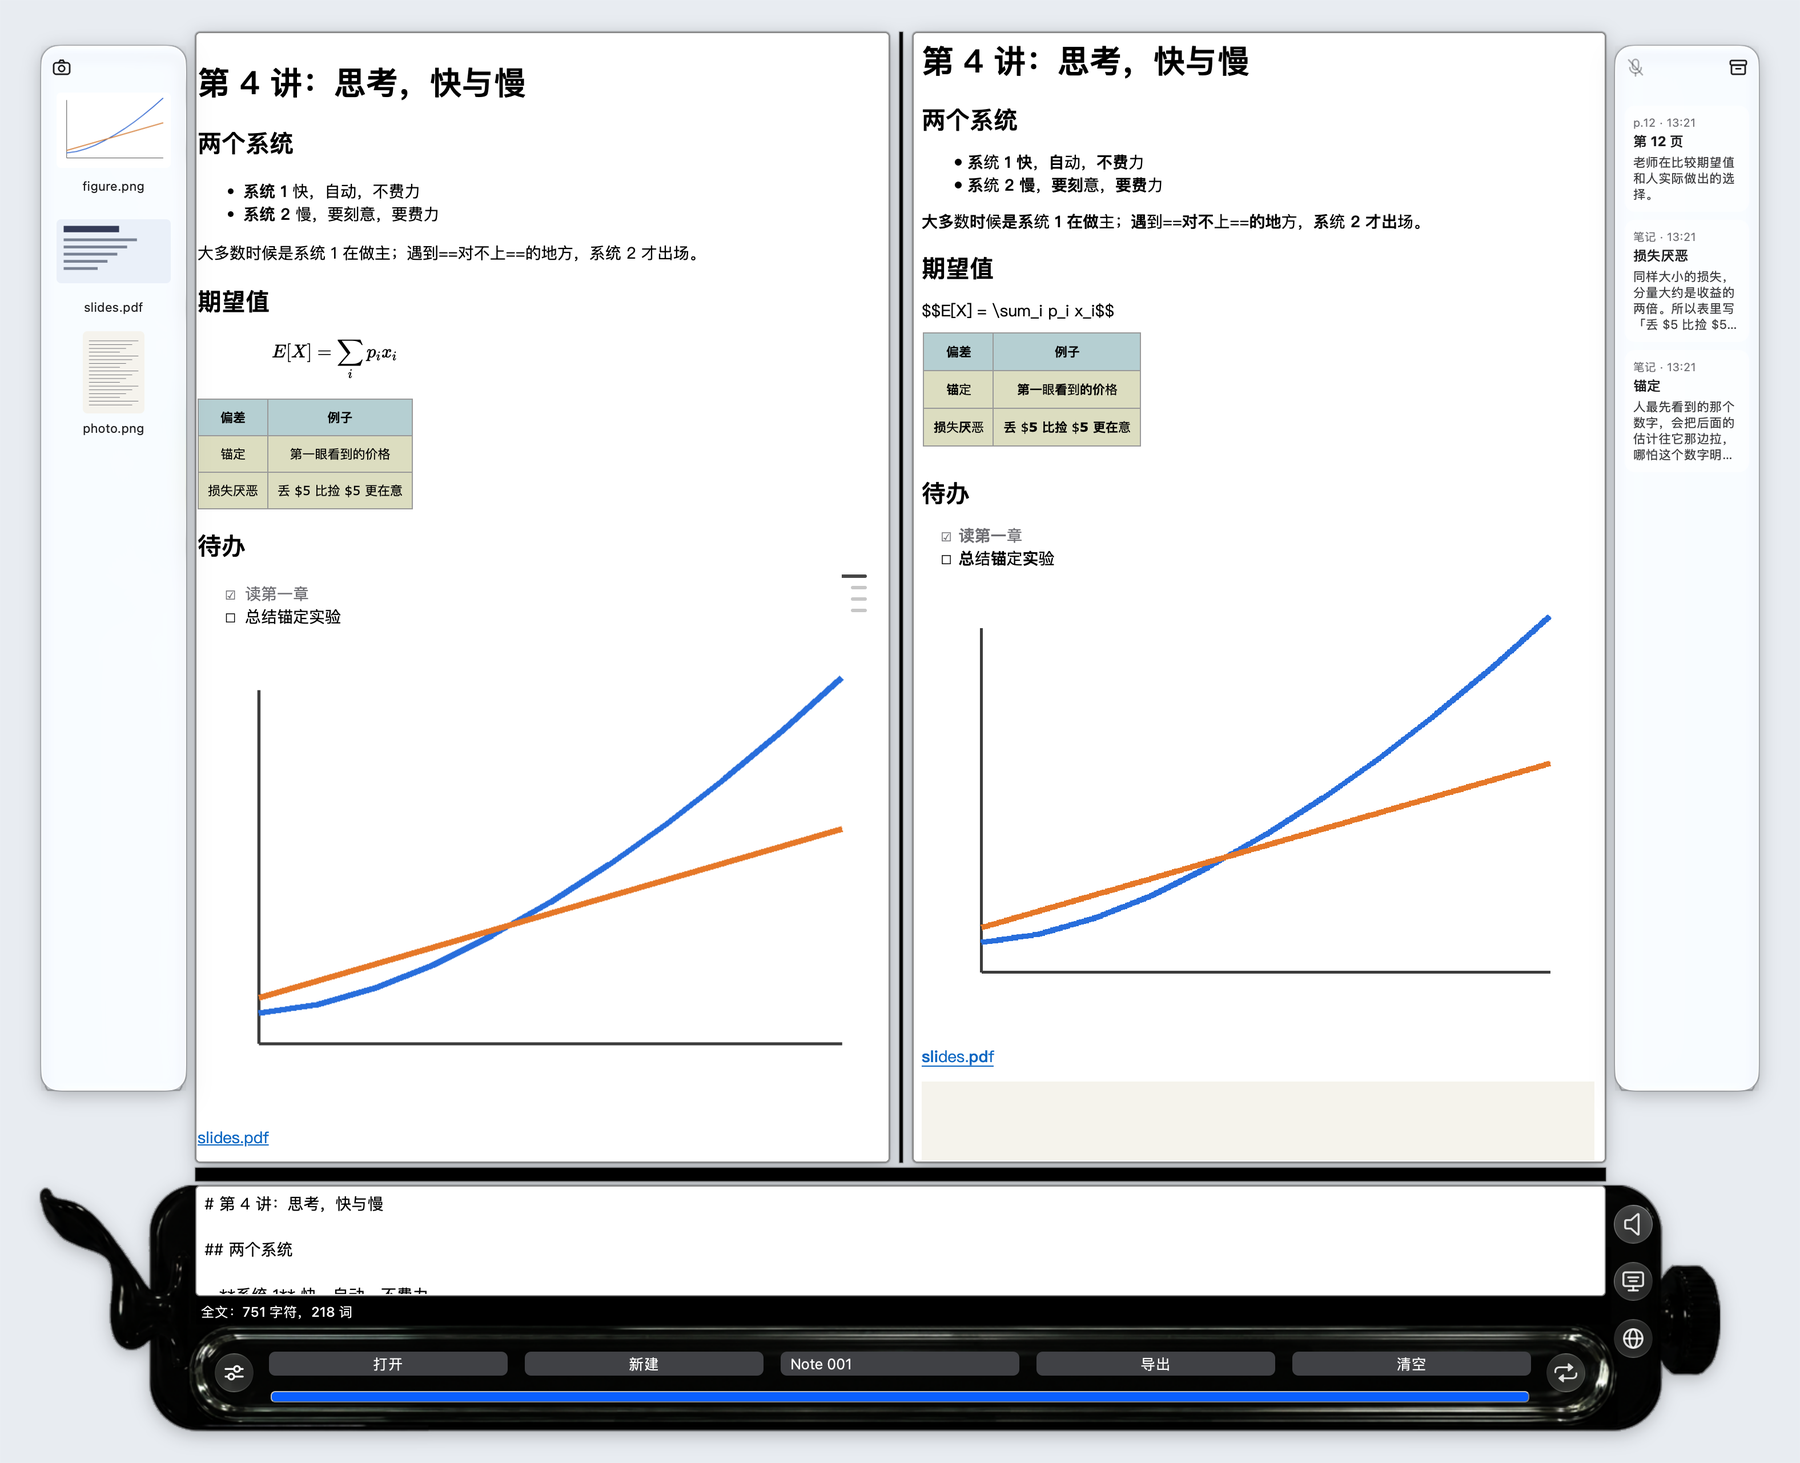 figure.png
slides.pdf
photo.png
第 4 讲：思考，快与慢
两个系统
• 系统 1 快，自动，不费力
• 系统 2 慢，要刻意，要费力
大多数时候是系统 1 在做主；遇到==对不上==的地方，系统 2 才出场。
期望值
E[X] = ∑_i p_i x_i
偏差 例子
锚定 第一眼看到的价格
损失厌恶 丢 $5 比捡 $5 更在意
待办
☑ 读第一章
☐ 总结锚定实验
slides.pdf
第 4 讲：思考，快与慢
两个系统
• 系统 1 快，自动，不费力
• 系统 2 慢，要刻意，要费力
大多数时候是系统 1 在做主；遇到==对不上==的地方，系统 2 才出场。
期望值
$$E[X] = \sum_i p_i x_i$$
偏差 例子
锚定 第一眼看到的价格
损失厌恶 丢 $5 比捡 $5 更在意
待办
☑ 读第一章
☐ 总结锚定实验
slides.pdf
p.12 · 13:21
第 12 页
老师在比较期望值
和人实际做出的选
择。
笔记 · 13:21
损失厌恶
同样大小的损失，
分量大约是收益的
两倍。所以表里写
「丢 $5 比捡 $5...
笔记 · 13:21
锚定
人最先看到的那个
数字，会把后面的
估计往它那边拉，
哪怕这个数字明...
# 第 4 讲：思考，快与慢
## 两个系统
**系统 1** 快，自动，不费力
全文：751 字符，218 词
打开 新建 Note 001 导出 清空